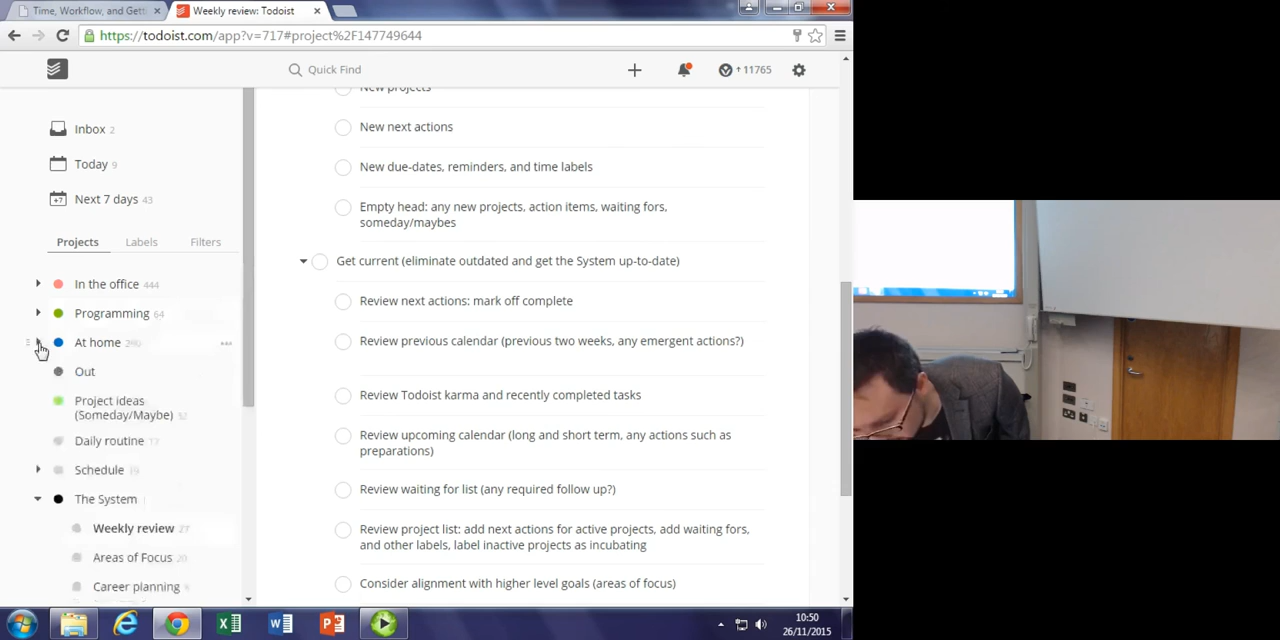 Time, Workflow, and Gett
Weekly review: Todoist
https://todoist.com/app?v=717#project%2F147749644
Quick Find
+11765
Inbox 2
Today 9
Next 7 days 43
Projects
Labels
Filters
In the office 444
Programming 64
At home
Out
Project ideas
(Someday/Maybe) 52
Daily routine 13
Schedule
The System
Weekly review 27
Areas of Focus 20
Career planning
New projects
New next actions
New due-dates, reminders, and time labels
Empty head: any new projects, action items, waiting fors,
someday/maybes
Get current (eliminate outdated and get the System up-to-date)
Review next actions: mark off complete
Review previous calendar (previous two weeks, any emergent actions?)
Review Todoist karma and recently completed tasks
Review upcoming calendar (long and short term, any actions such as
preparations)
Review waiting for list (any required follow up?)
Review project list: add next actions for active projects, add waiting fors,
and other labels, label inactive projects as incubating
Consider alignment with higher level goals (areas of focus)
10:50
26/11/2015